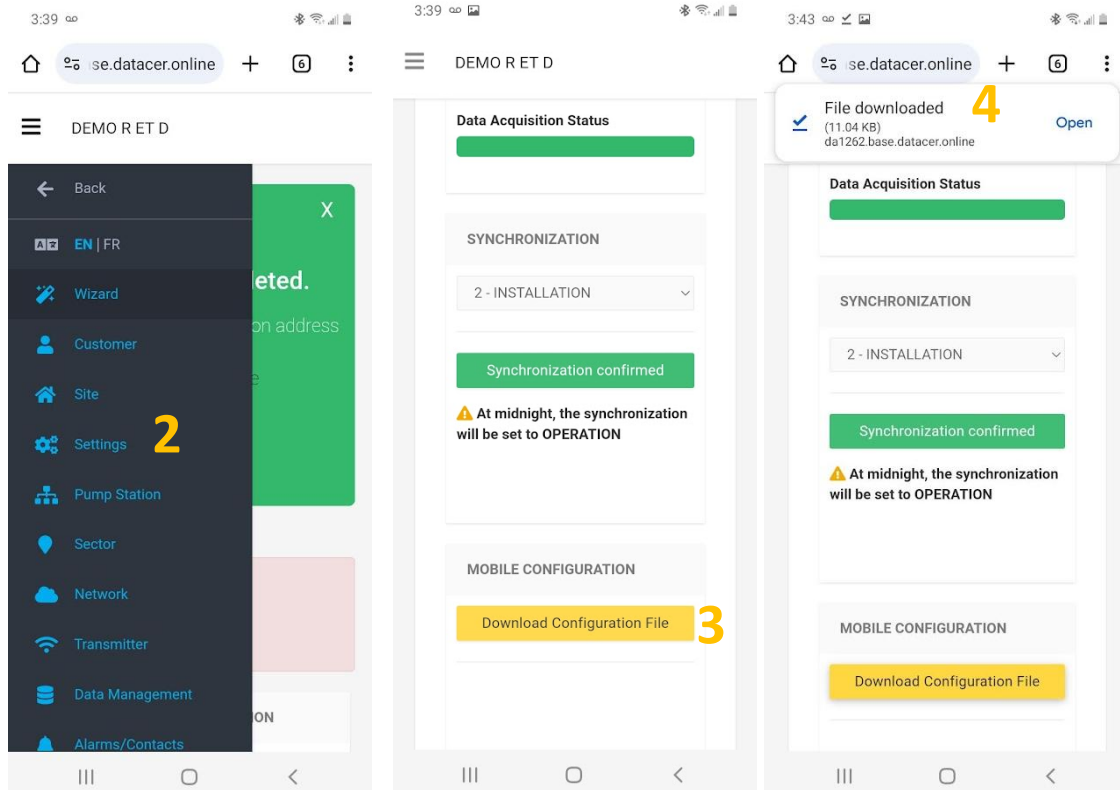 3:39
se.datacer.online
6
DEMO R ET D
Back
X
EN | FR
eted.
Wizard
on address
Customer
e
Site
Settings
2
Pump Station
Sector
Network
Transmitter
Data Management
ION
Alarms/Contacts
3:39
DEMO R ET D
Data Acquisition Status
SYNCHRONIZATION
2 - INSTALLATION
Synchronization confirmed
At midnight, the synchronization
will be set to OPERATION
MOBILE CONFIGURATION
Download Configuration File
3
3:43
se.datacer.online
6
4
File downloaded
(11.04 KB)
Open
da1262.base.datacer.online
Data Acquisition Status
SYNCHRONIZATION
2 - INSTALLATION
Synchronization confirmed
At midnight, the synchronization
will be set to OPERATION
MOBILE CONFIGURATION
Download Configuration File